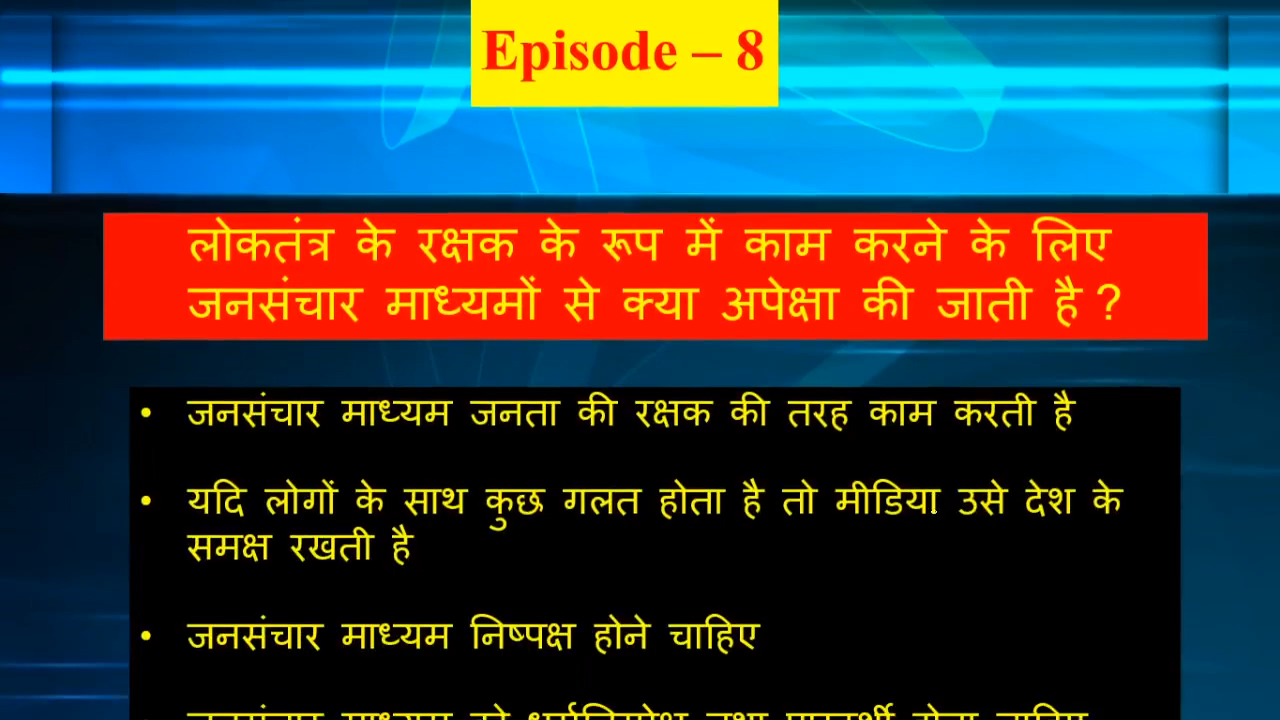 Episode – 8
लोकतंत्र के रक्षक के रूप में काम करने के लिए
जनसंचार माध्यमों से क्या अपेक्षा की जाती है ?
• जनसंचार माध्यम जनता की रक्षक की तरह काम करती है
• यदि लोगों के साथ कुछ गलत होता है तो मीडिया उसे देश के
समक्ष रखती है
• जनसंचार माध्यम निष्पक्ष होने चाहिए